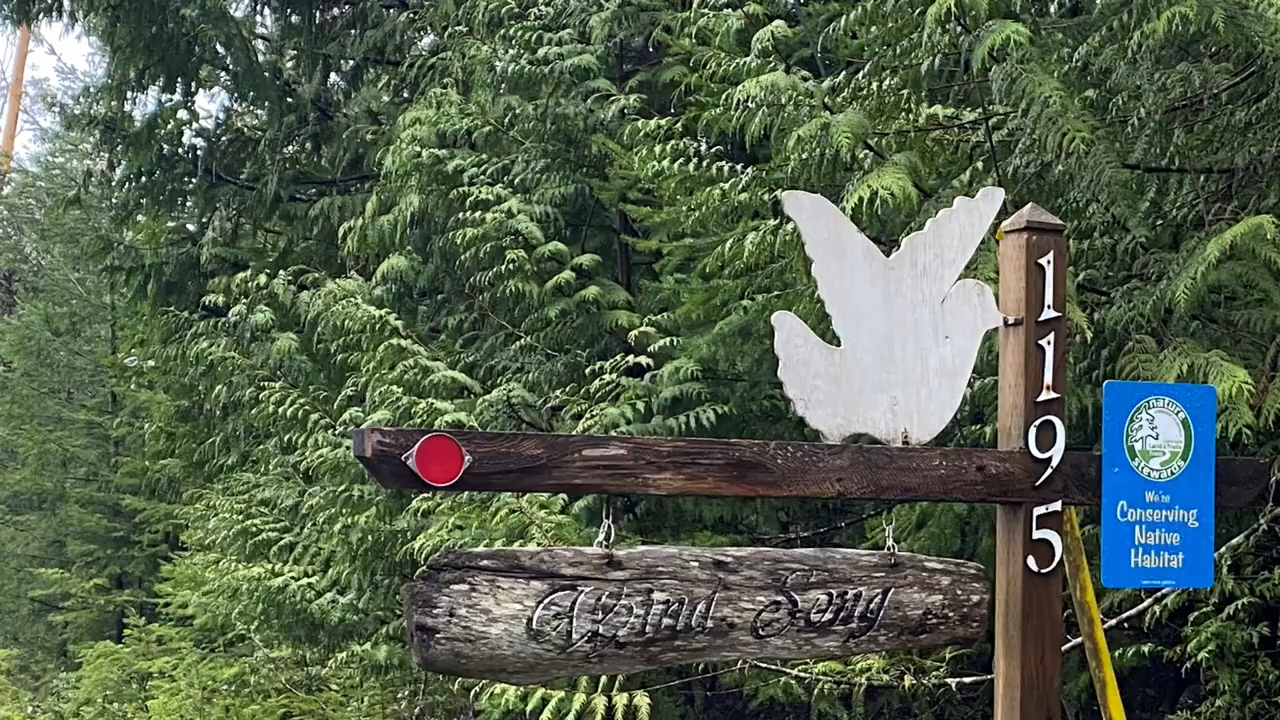 1195
Wind Song
nature
stewards
We're
Conserving
Native
Habitat